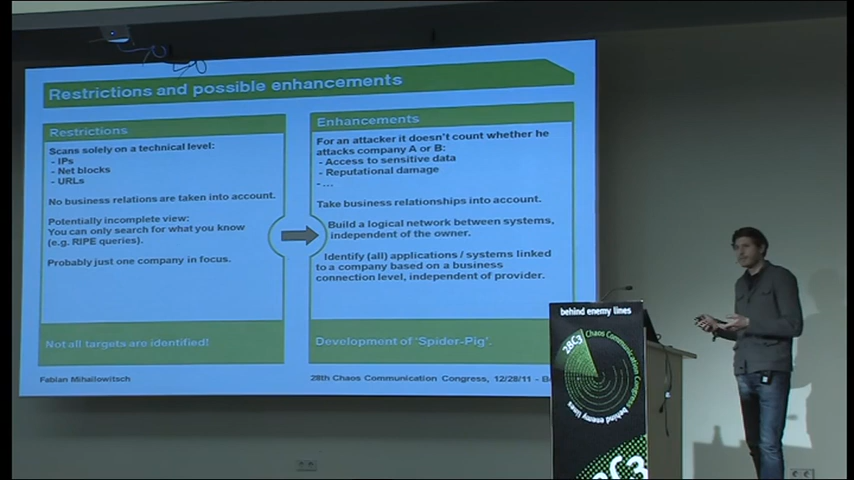 Restrictions and possible enhancements
Restrictions
Scans solely on a technical level:
- IPs
- Net blocks
- URLs
No business relations are taken into account.
Potentially incomplete view:
You can only search for what you know
(e.g. RIPE queries).
Probably just one company in focus.
Not all targets are identified!
Enhancements
For an attacker it doesn't count whether he
attacks company A or B:
- Access to sensitive data
- Reputational damage
- ...
Take business relationships into account.
Build a logical network between systems,
independent of the owner.
Identify (all) applications / systems linked
to a company based on a business
connection level, independent of provider.
Development of 'Spider-Pig'.
Fabian Mihailowitsch
28th Chaos Communication Congress, 12/28/11 - Be
behind enemy lines
28C3
Chaos Communication Congress
behind enemy lines
28C3